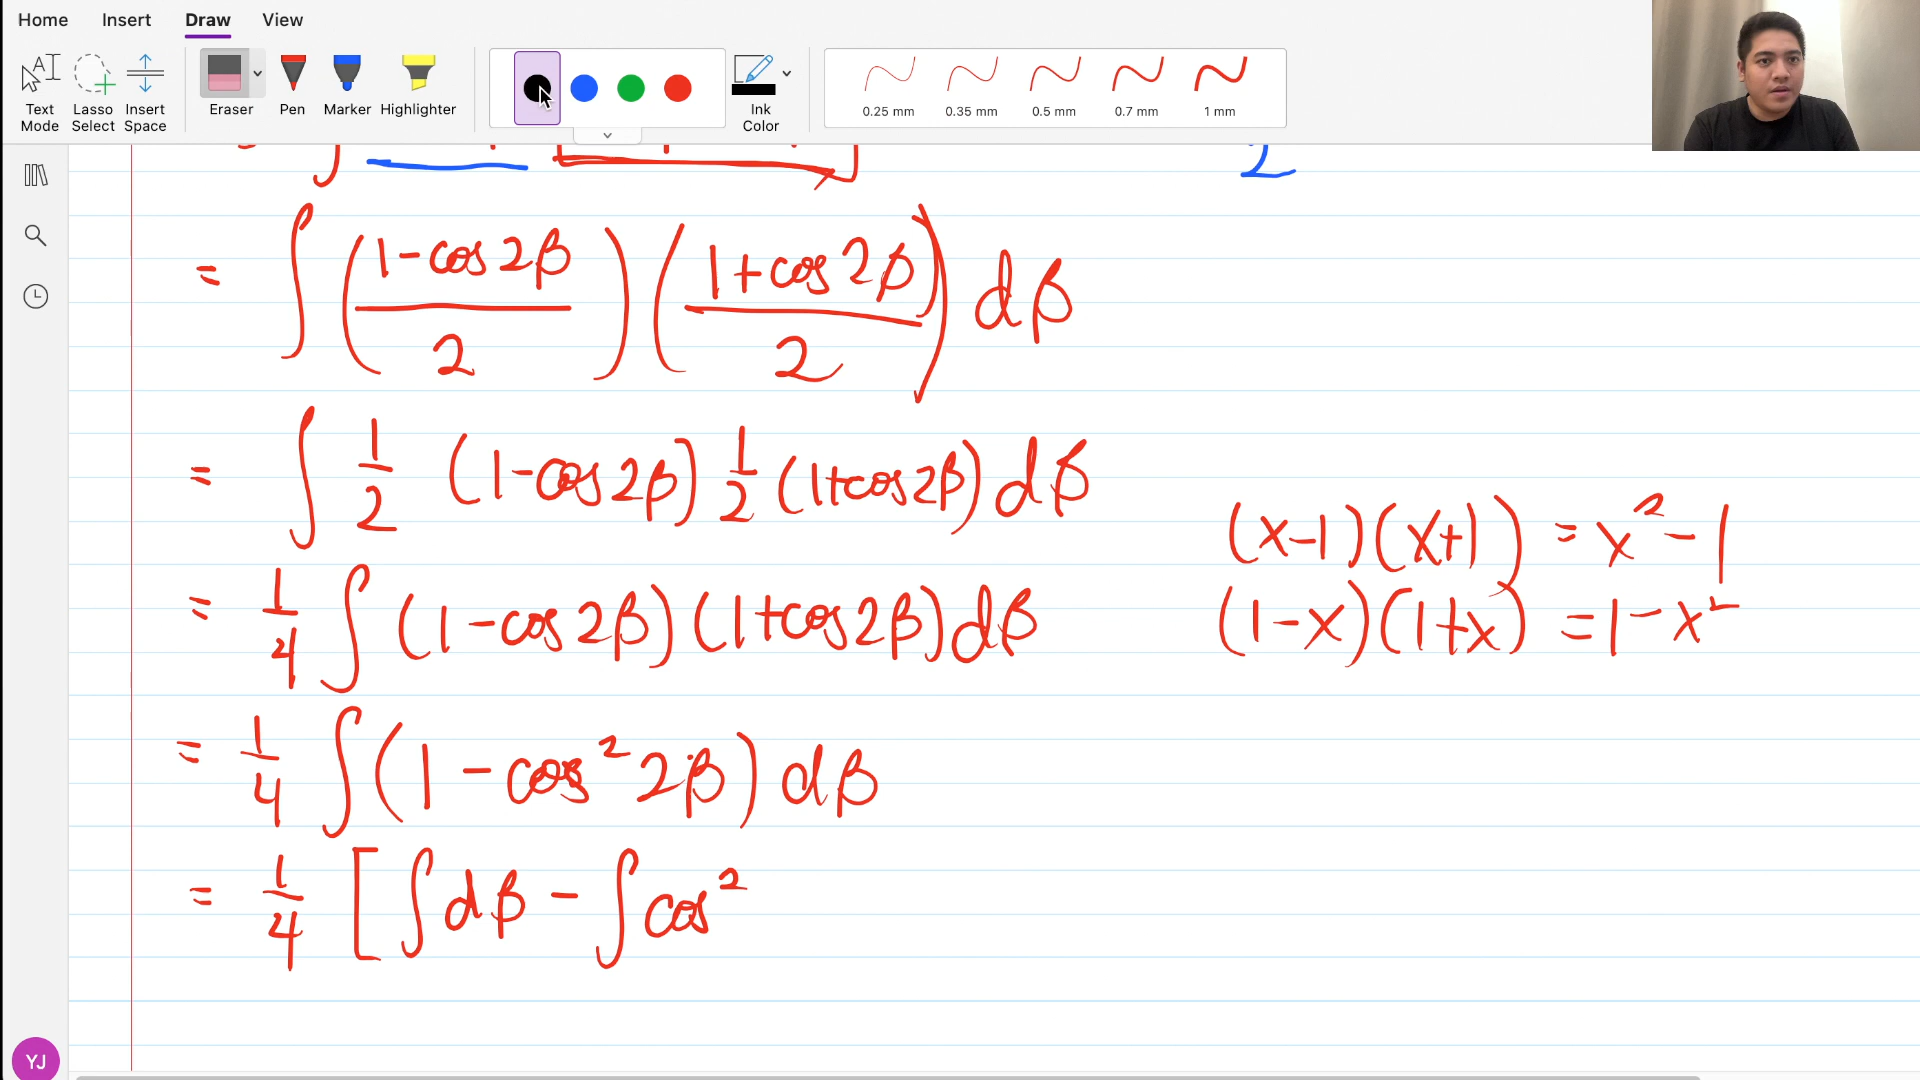 Home Insert Draw View
Text Mode
Lasso Select
Insert Space
Eraser
Pen
Marker
Highlighter
Ink Color
0.25 mm 0.35 mm 0.5 mm 0.7 mm 1 mm
2
= ∫ ((1-cos 2β)/2) ((1+cos 2β)/2) dβ
= ∫ 1/2 (1-cos 2β) 1/2 (1+cos 2β) dβ
(x-1)(x+1) = x² - 1
= 1/4 ∫ (1-cos 2β)(1+cos 2β) dβ
(1-x)(1+x) = 1-x²
= 1/4 ∫ (1 - cos² 2β) dβ
= 1/4 [ ∫ dβ - ∫ cos²
YJ